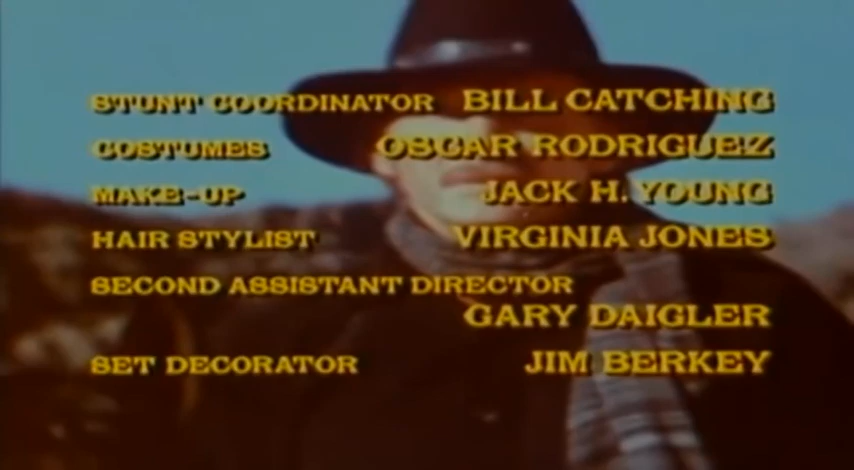 STUNT COORDINATOR BILL CATCHING
COSTUMES OSCAR RODRIGUEZ
MAKE-UP JACK H. YOUNG
HAIR STYLIST VIRGINIA JONES
SECOND ASSISTANT DIRECTOR
GARY DAIGLER
SET DECORATOR JIM BERKEY